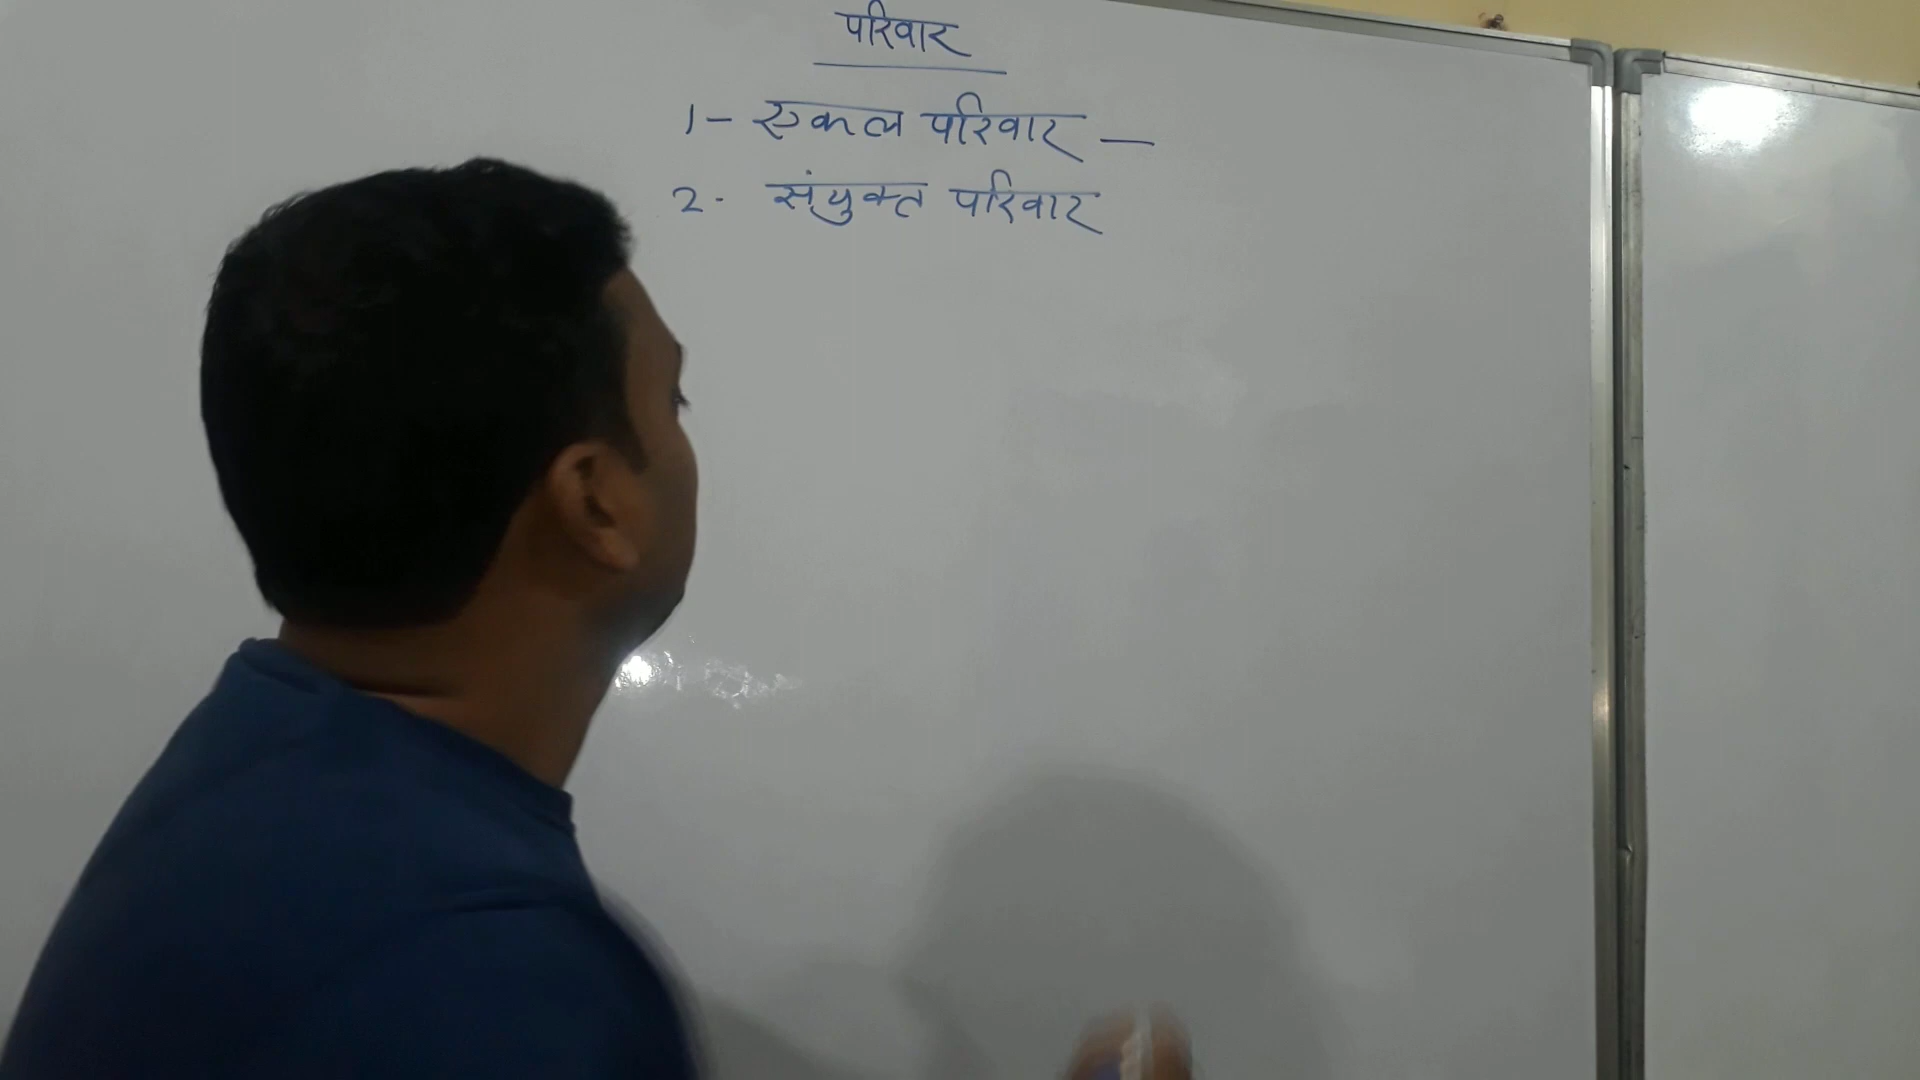 परिवार
1- एकल परिवार -
2. संयुक्त परिवार